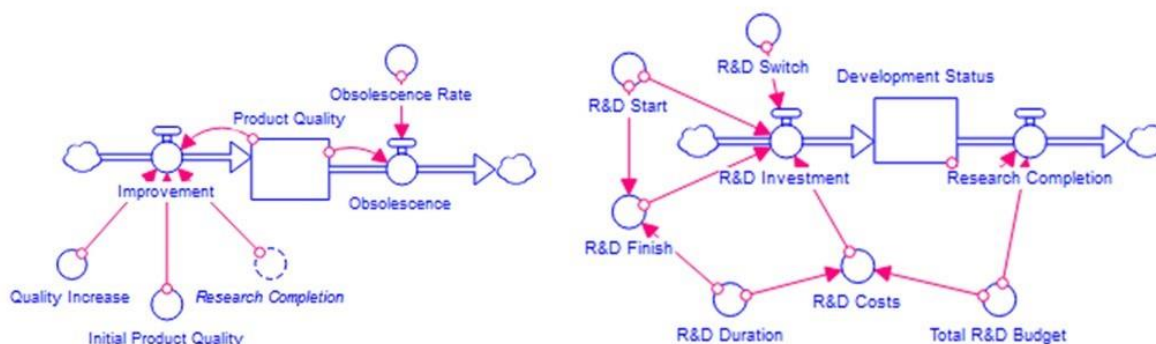 Obsolescence Rate
Product Quality
Improvement
Obsolescence
Quality Increase
Research Completion
Initial Product Quality
R&D Switch
Development Status
R&D Start
R&D Investment
Research Completion
R&D Finish
R&D Costs
R&D Duration
Total R&D Budget